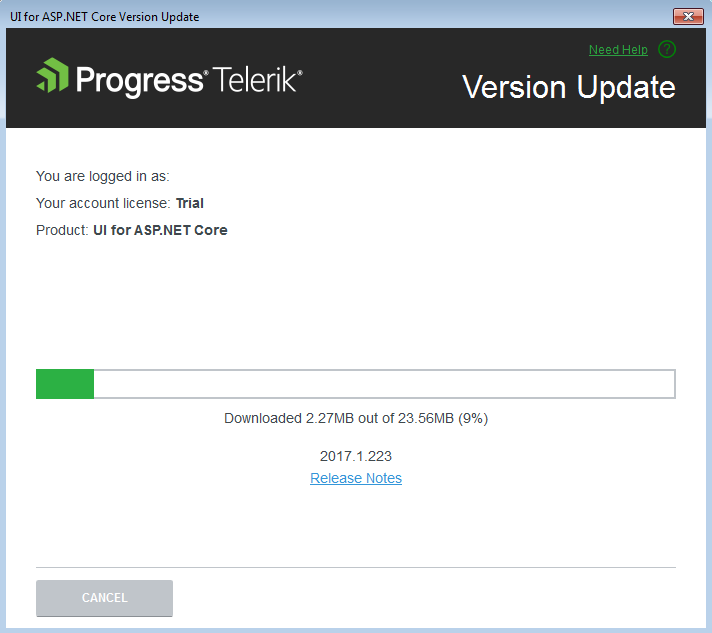 UI for ASP.NET Core Version Update
Need Help ?
Progress® Telerik®
Version Update
You are logged in as:
Your account license: Trial
Product: UI for ASP.NET Core
Downloaded 2.27MB out of 23.56MB (9%)
2017.1.223
Release Notes
CANCEL